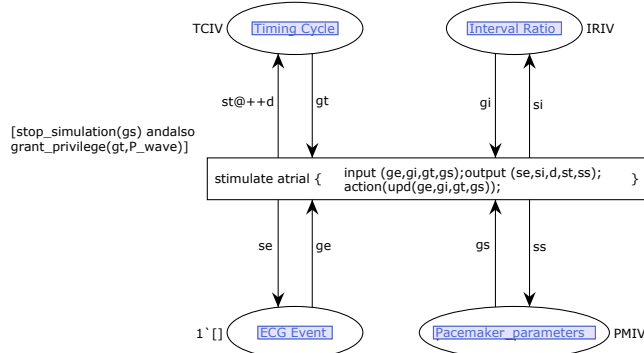 TCIV Timing Cycle Interval Ratio IRIV
st@++d gt gi si
[stop_simulation(gs) andalso
grant_privilege(gt,P_wave)]
stimulate atrial { input (ge,gi,gt,gs);output (se,si,d,st,ss); }
action(upd(ge,gi,gt,gs));
se ge gs ss
1`[] ECG Event Pacemaker_parameters PMIV